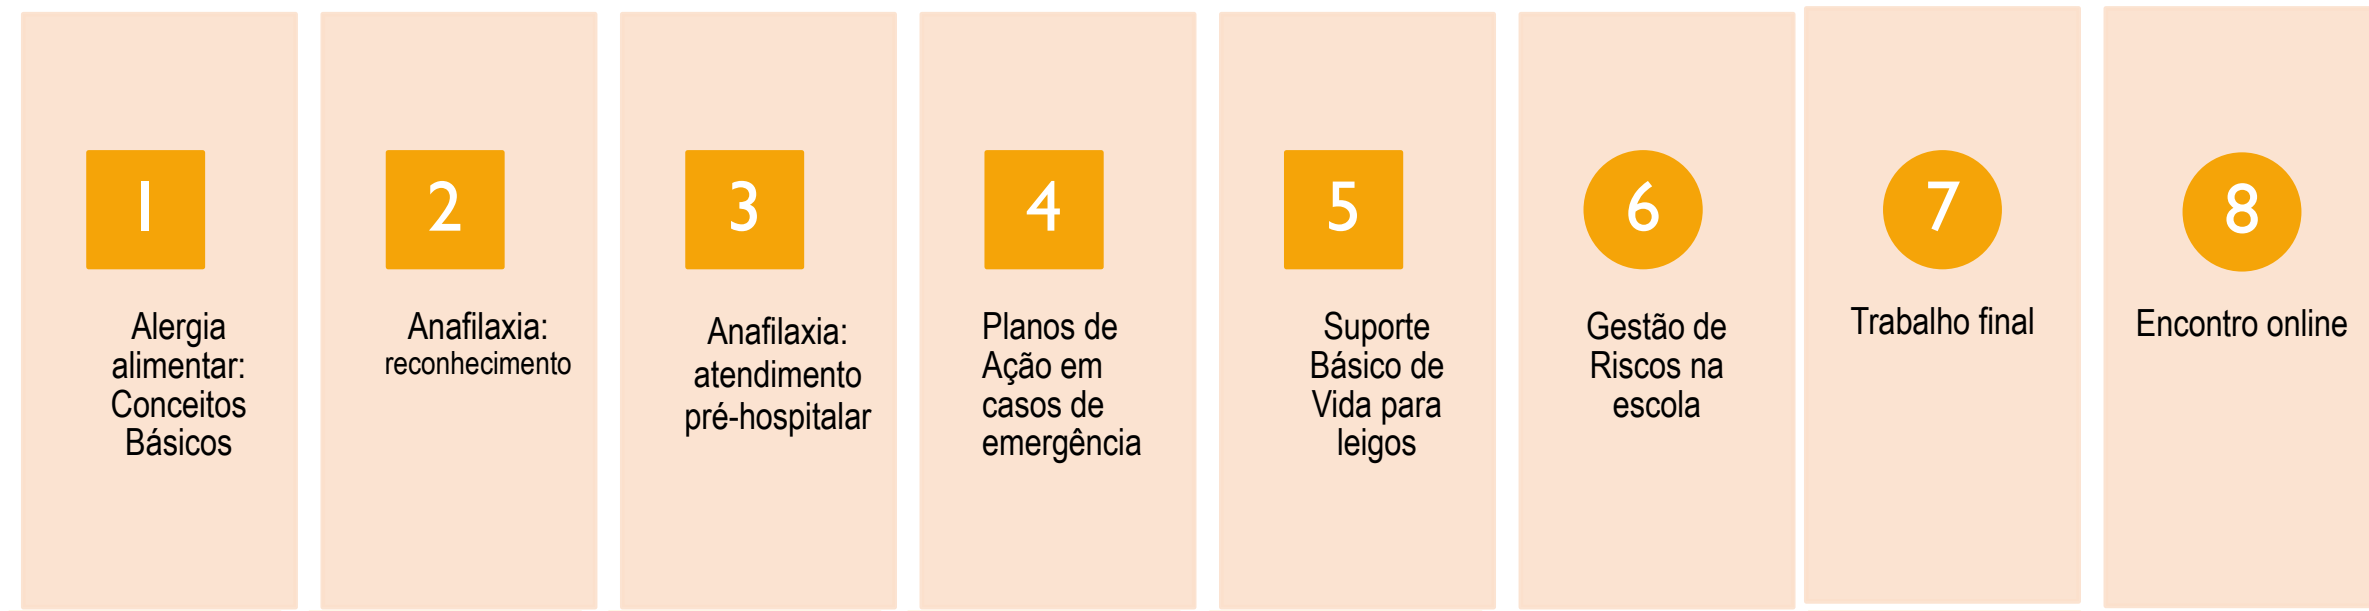 1
Alergia
alimentar:
Conceitos
Básicos
2
Anafilaxia:
reconhecimento
3
Anafilaxia:
atendimento
pré-hospitalar
4
Planos de
Ação em
casos de
emergência
5
Suporte
Básico de
Vida para
leigos
6
Gestão de
Riscos na
escola
7
Trabalho final
8
Encontro online